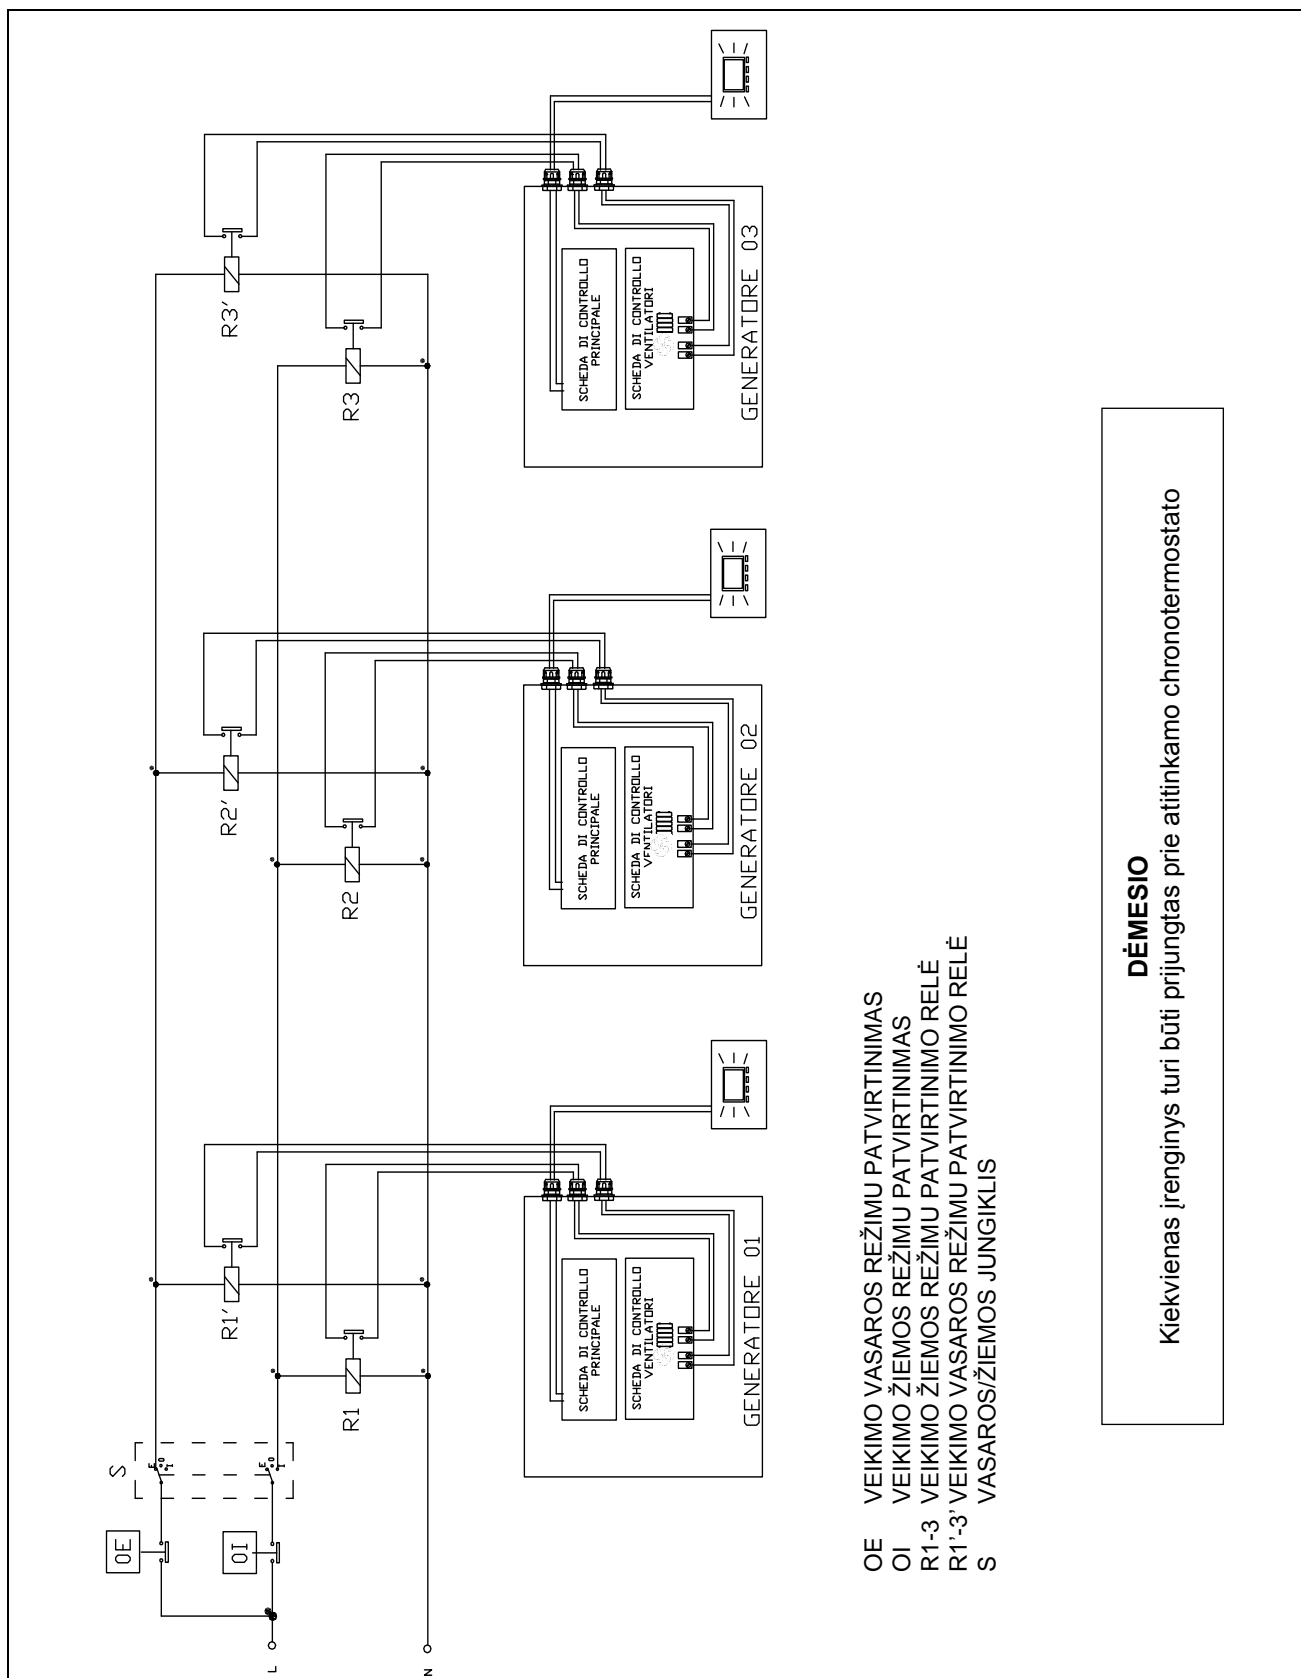 S
OE
OI
L
N
E
O
I
E
O
I
R1'
R2'
R3'
R1
R2
R3
SCHEDA DI CONTROLLO
PRINCIPALE
SCHEDA DI CONTROLLO
VENTILATORI
GENERATORE 01
SCHEDA DI CONTROLLO
PRINCIPALE
SCHEDA DI CONTROLLO
VENTILATORI
GENERATORE 02
SCHEDA DI CONTROLLO
PRINCIPALE
SCHEDA DI CONTROLLO
VENTILATORI
GENERATORE 03
OE VEIKIMO VASAROS REŽIMU PATVIRTINIMAS
OI VEIKIMO ŽIEMOS REŽIMU PATVIRTINIMAS
R1-3 VEIKIMO ŽIEMOS REŽIMU PATVIRTINIMO RELĖ
R1'-3' VEIKIMO VASAROS REŽIMU PATVIRTINIMO RELĖ
S VASAROS/ŽIEMOS JUNGIKLIS
DĖMESIO
Kiekvienas įrenginys turi būti prijungtas prie atitinkamo chronotermostato